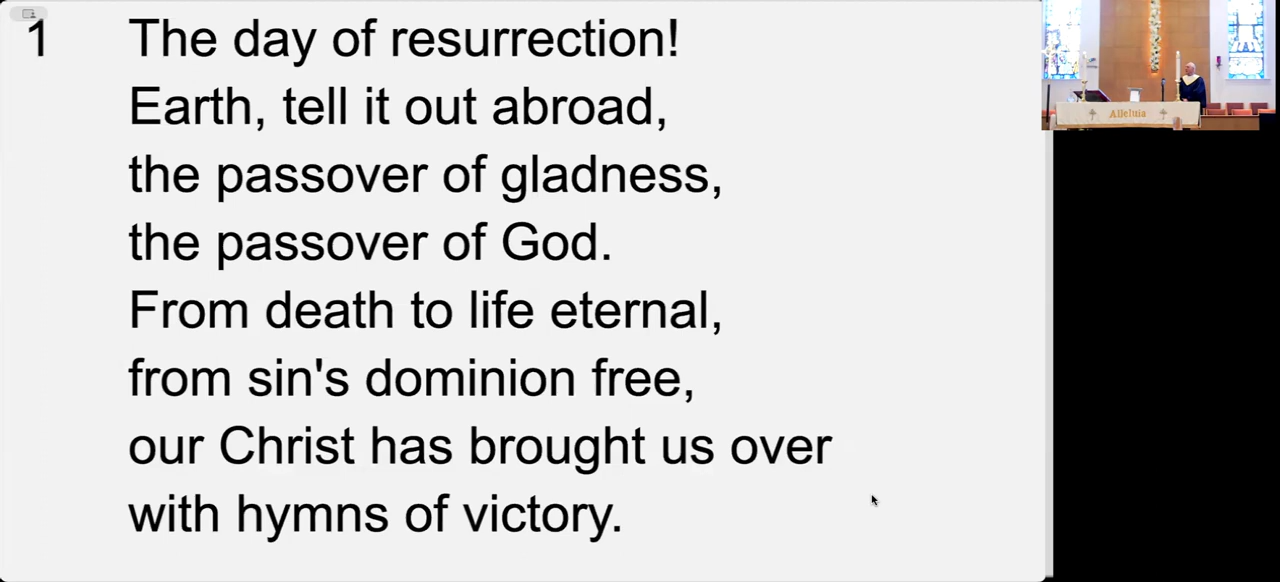 1 The day of resurrection!
Earth, tell it out abroad,
the passover of gladness,
the passover of God.
From death to life eternal,
from sin's dominion free,
our Christ has brought us over
with hymns of victory.
Alleluia